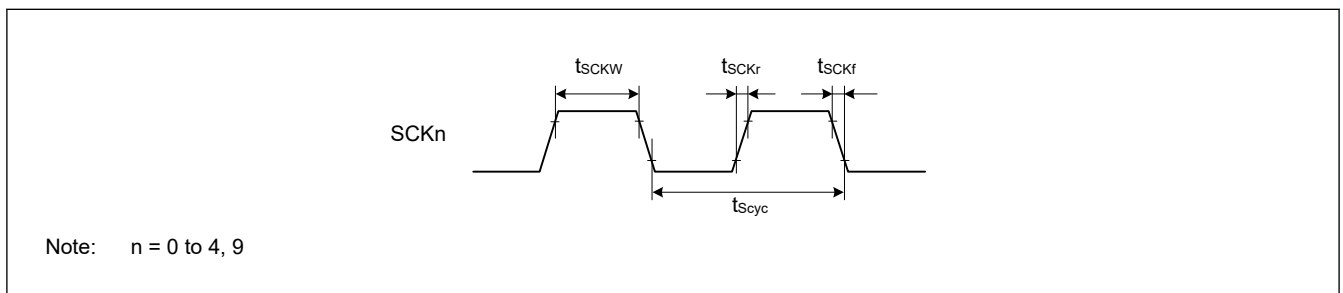 tSCKW tSCKr tSCKf
SCKn
tScyc
Note: n = 0 to 4, 9